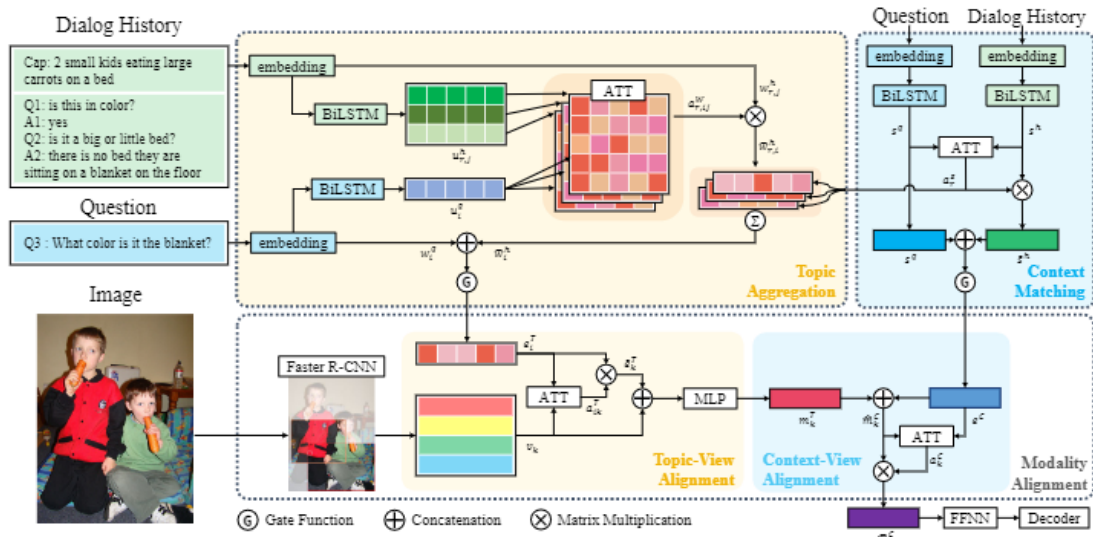 Dialog History
Cap: 2 small kids eating large
carrots on a bed
Q1: is this in color?
A1: yes
Q2: is it a big or little bed?
A2: there is no bed they are
sitting on a blanket on the floor
Question
Q3 : What color is it the blanket?
Image
embedding
BiLSTM
BiLSTM
embedding
ATT
Σ
G
Topic
Aggregation
Question
Dialog History
embedding
embedding
BiLSTM
BiLSTM
ATT
G
Context
Matching
Faster R-CNN
ATT
MLP
Topic-View
Alignment
ATT
Context-View
Alignment
Modality
Alignment
G Gate Function
Concatenation
Matrix Multiplication
FFNN
Decoder